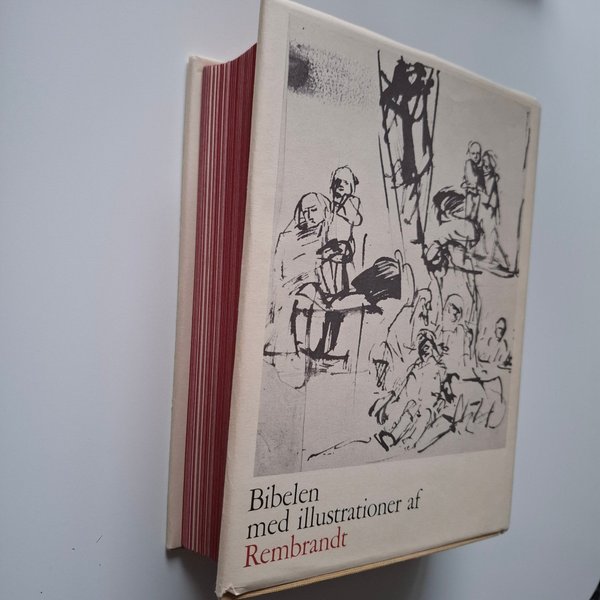 Bibelen
med illustrationer af
Rembrandt